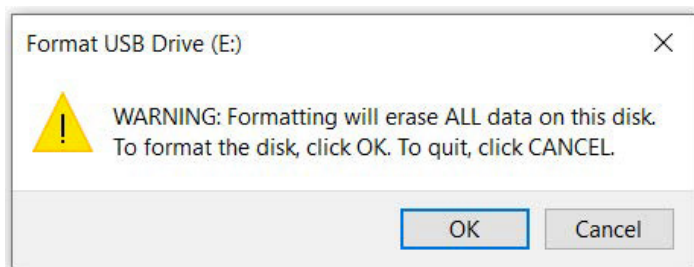 Format USB Drive (E:)
WARNING: Formatting will erase ALL data on this disk.
To format the disk, click OK. To quit, click CANCEL.
OK
Cancel